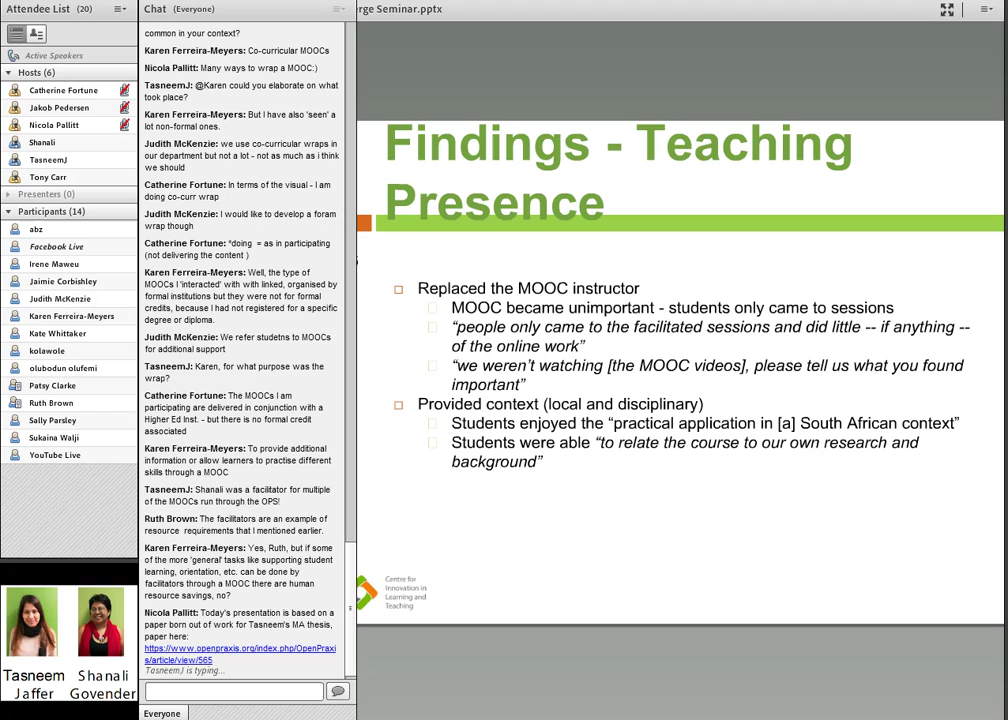 Attendee List (20)
Active Speakers
Hosts (6)
Catherine Fortune
Jakob Pedersen
Nicola Pallitt
Shanali
TasneemJ
Tony Carr
Presenters (0)
Participants (14)
abz
Facebook Live
Irene Maweu
Jaimie Corbishley
Judith McKenzie
Karen Ferreira-Meyers
Kate Whittaker
kolawole
olubodun olufemi
Patsy Clarke
Ruth Brown
Sally Parsley
Sukaina Walji
YouTube Live
Tasneem
Jaffer
Shanali
Govender
Chat (Everyone)
common in your context?
Karen Ferreira-Meyers: Co-curricular MOOCs
Nicola Pallitt: Many ways to wrap a MOOC:)
TasneemJ: @Karen could you elaborate on what
took place?
Karen Ferreira-Meyers: But I have also 'seen' a
lot non-formal ones.
Judith McKenzie: we use co-curricular wraps in
our department but not a lot - not as much as i think
we should
Catherine Fortune: In terms of the visual - I am
doing co-curr wrap
Judith McKenzie: I would like to develop a foram
wrap though
Catherine Fortune: *doing = as in participating
(not delivering the content )
Karen Ferreira-Meyers: Well, the type of
MOOCs I 'interacted' with with linked, organised by
formal institutions but they were not for formal
credits, because I had not registered for a specific
degree or diploma.
Judith McKenzie: We refer studetns to MOOCs
for additional support
TasneemJ: Karen, for what purpose was the
wrap?
Catherine Fortune: The MOOCs I am
participating are delivered in conjunction with a
Higher Ed Inst. - but there is no formal credit
associated
Karen Ferreira-Meyers: To provide additional
information or allow learners to practise different
skills through a MOOC
TasneemJ: Shanali was a facilitator for multiple
of the MOOCs run through the OPS!
Ruth Brown: The facilitators are an example of
resource requirements that I mentioned earlier.
Karen Ferreira-Meyers: Yes, Ruth, but if some
of the more 'general' tasks like supporting student
learning, orientation, etc. can be done by
facilitators through a MOOC there are human
resource savings, no?
Nicola Pallitt: Today's presentation is based on a
paper born out of work for Tasneem's MA thesis,
paper here:
https://www.openpraxis.org/index.php/OpenPraxi
s/article/view/565
TasneemJ is typing...
Everyone
erge Seminar.pptx
Findings - Teaching
Presence
Replaced the MOOC instructor
MOOC became unimportant - students only came to sessions
“people only came to the facilitated sessions and did little -- if anything --
of the online work”
“we weren’t watching [the MOOC videos], please tell us what you found
important”
Provided context (local and disciplinary)
Students enjoyed the “practical application in [a] South African context”
Students were able “to relate the course to our own research and
background”
Centre for
Innovation in
Learning and
Teaching